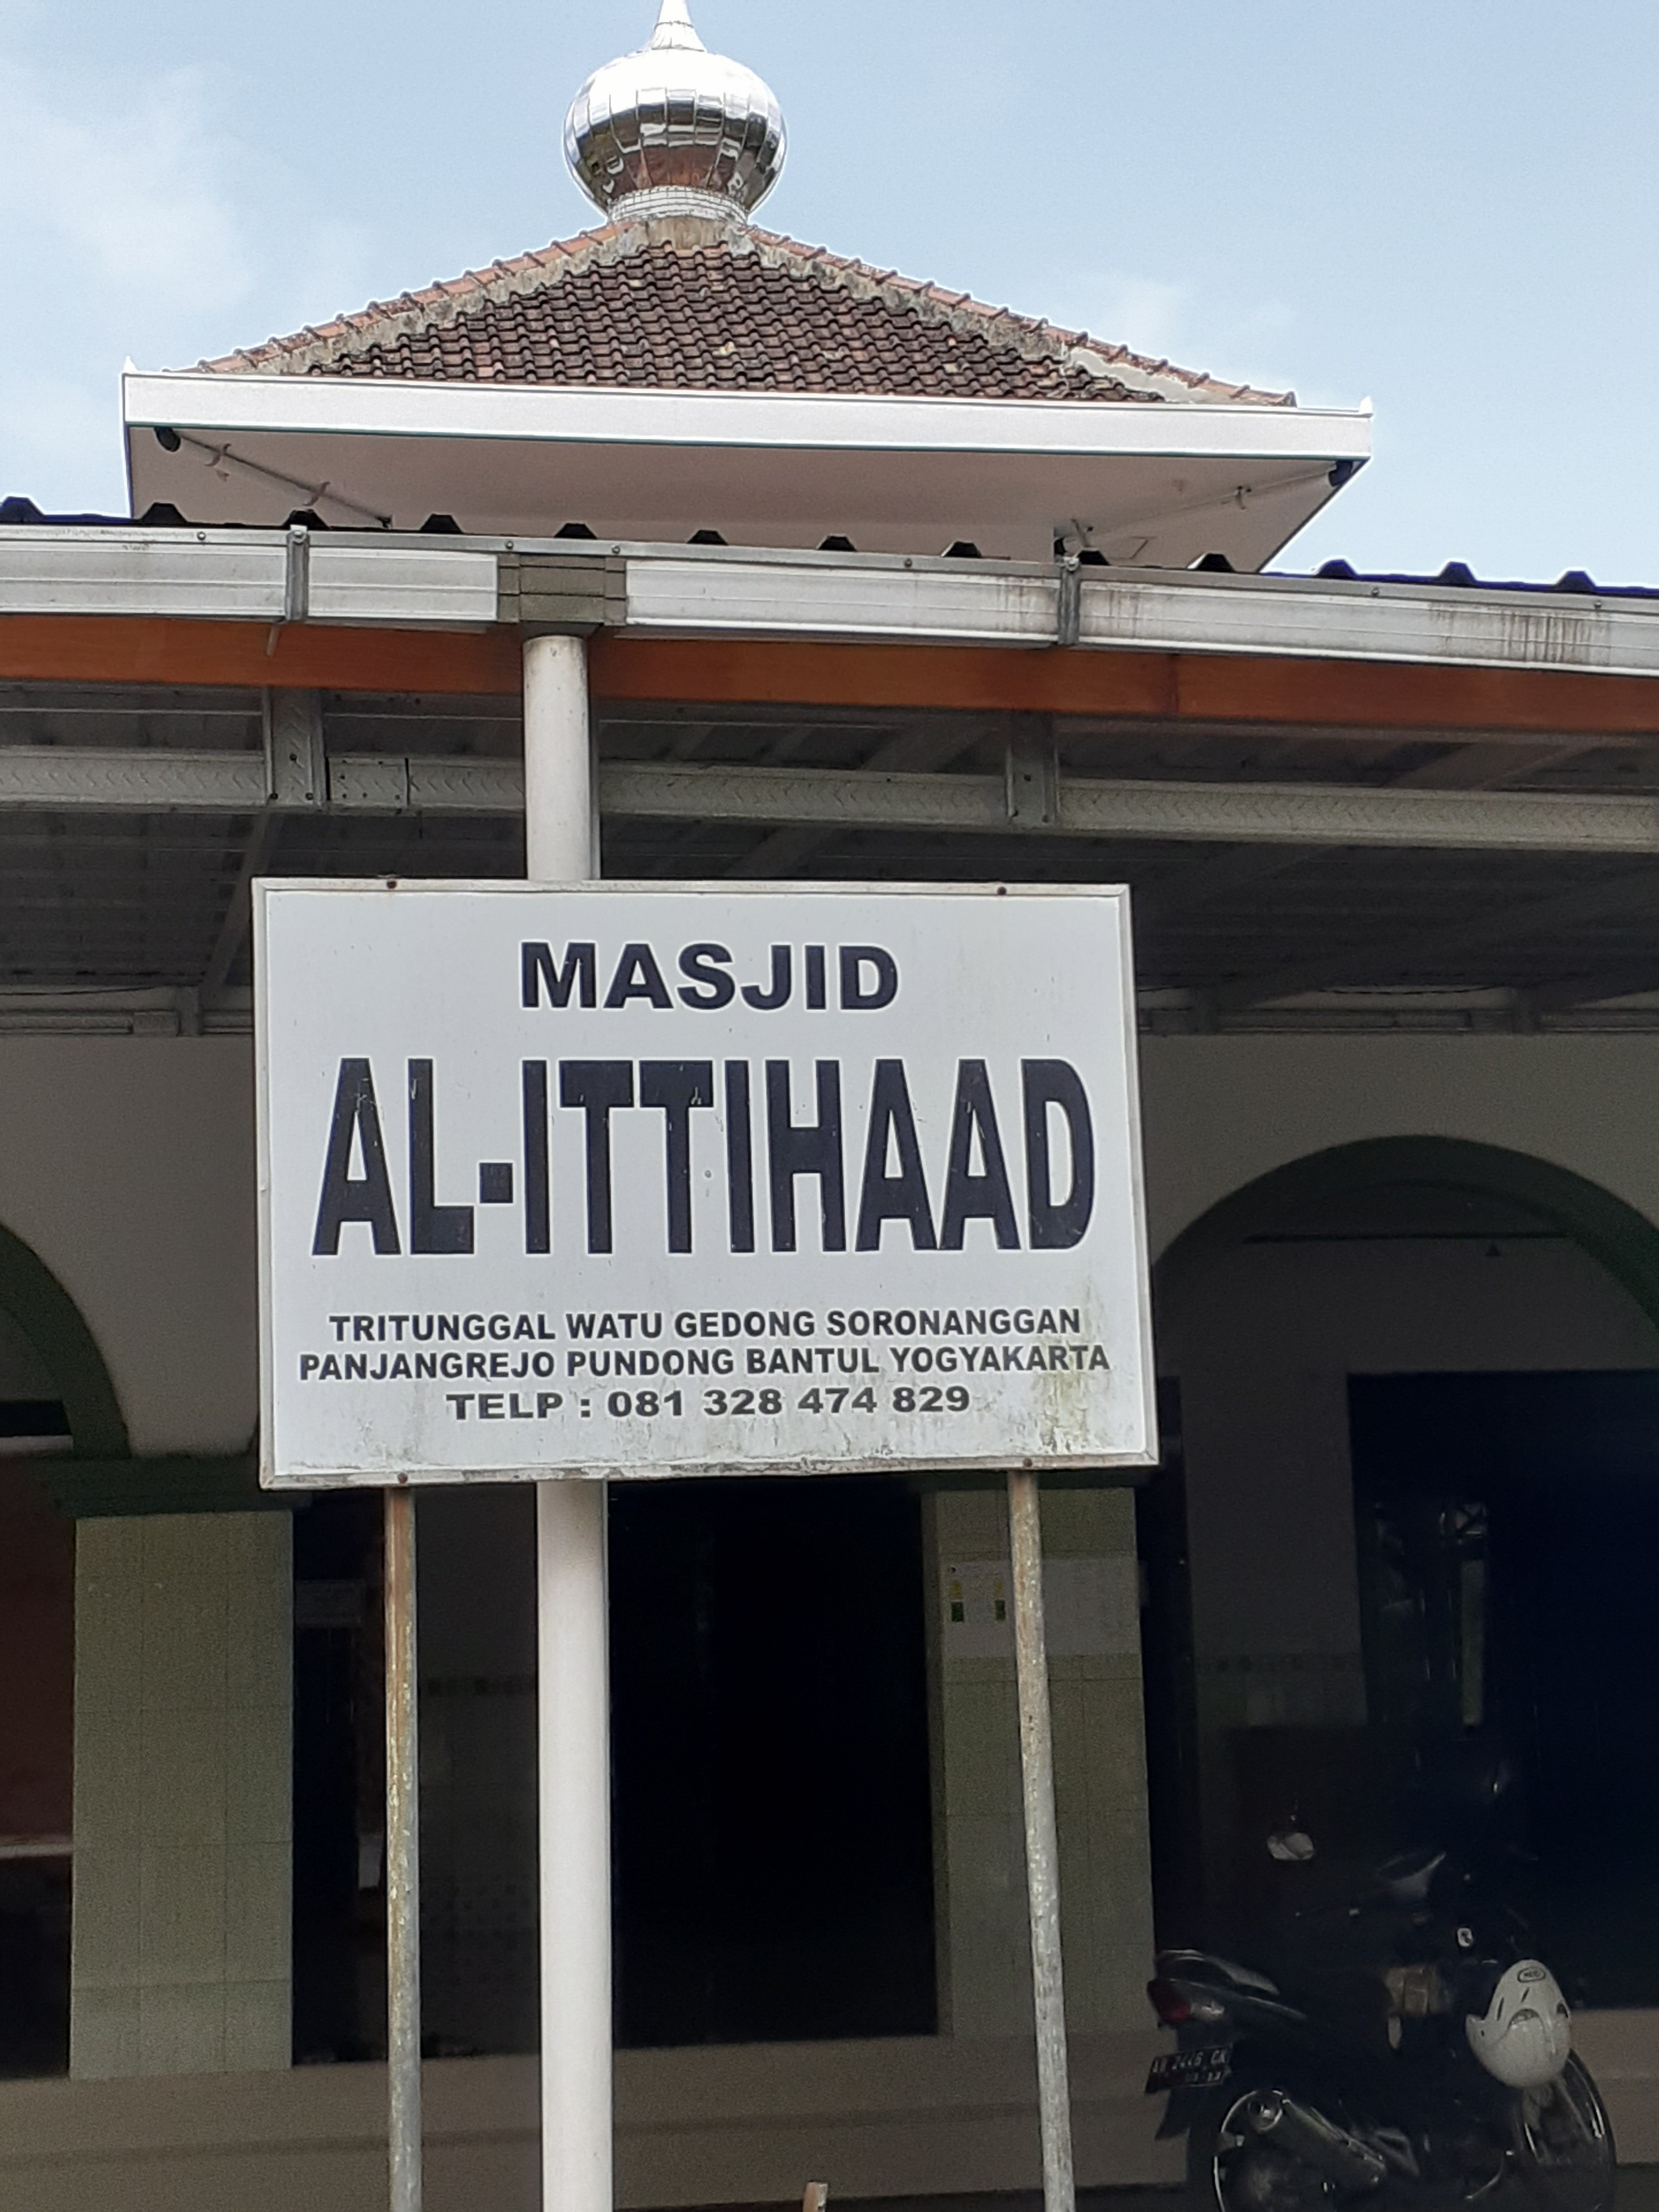 MASJID
AL-ITTIHAAD
TRITUNGGAL WATU GEDONG SORONANGGAN
PANJANGREJO PUNDONG BANTUL YOGYAKARTA
TELP : 081 328 474 829